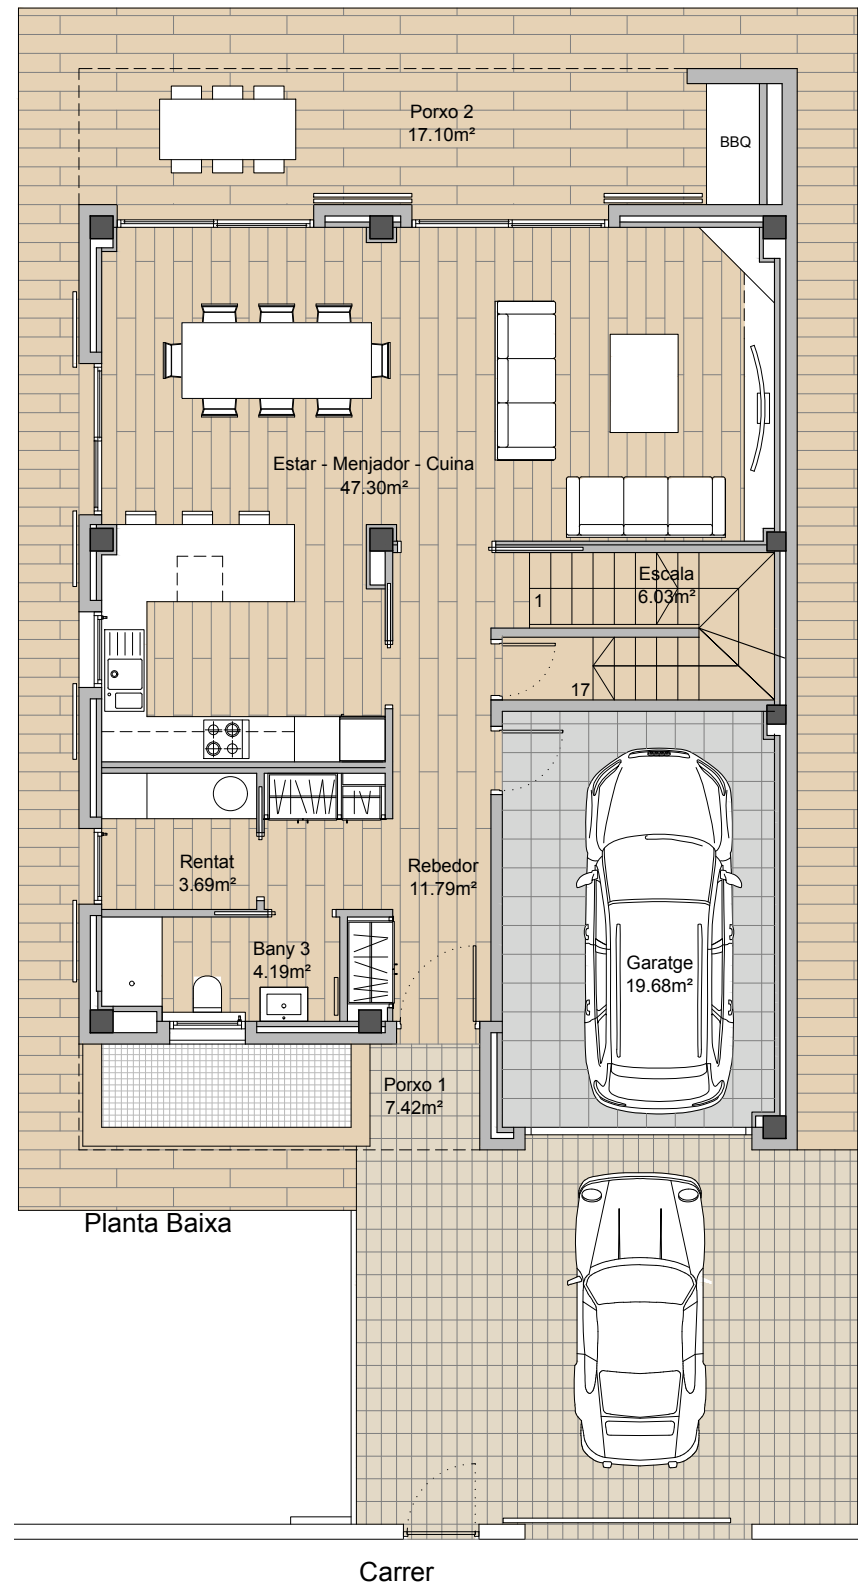 Porxo 2
17.10m²
BBQ
Estar - Menjador - Cuina
47.30m²
Escala
6.03m²
1
17
Rentat
3.69m²
Rebedor
11.79m²
Bany 3
4.19m²
Garatge
19.68m²
Porxo 1
7.42m²
Planta Baixa
Carrer